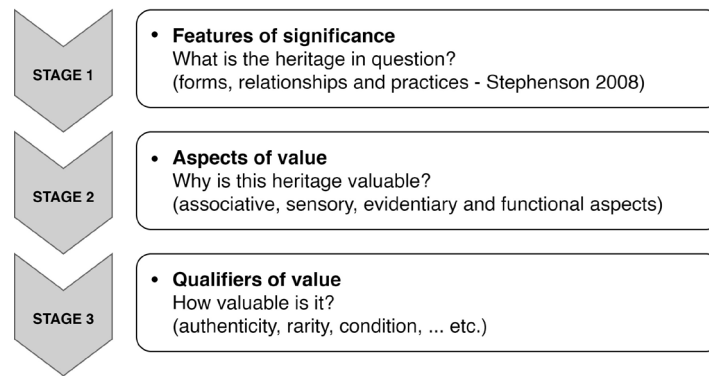 STAGE 1
• Features of significance
What is the heritage in question?
(forms, relationships and practices - Stephenson 2008)
STAGE 2
• Aspects of value
Why is this heritage valuable?
(associative, sensory, evidentiary and functional aspects)
STAGE 3
• Qualifiers of value
How valuable is it?
(authenticity, rarity, condition, ... etc.)